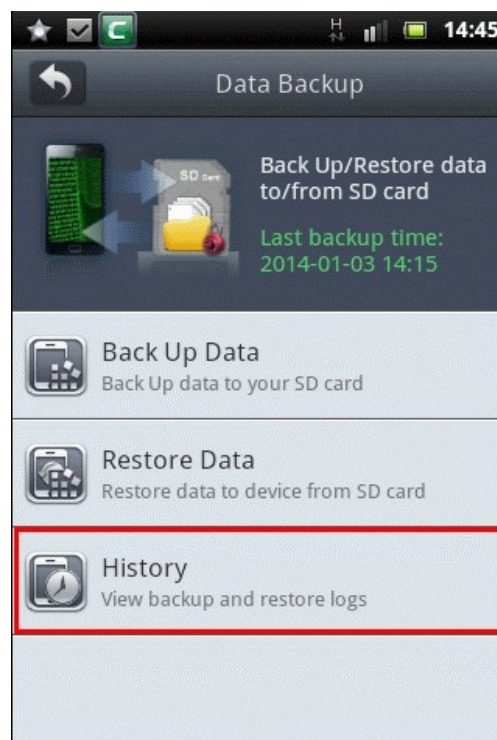 C
H
14:45
Data Backup
SD Card
Back Up/Restore data
to/from SD card
Last backup time:
2014-01-03 14:15
Back Up Data
Back Up data to your SD card
Restore Data
Restore data to device from SD card
History
View backup and restore logs